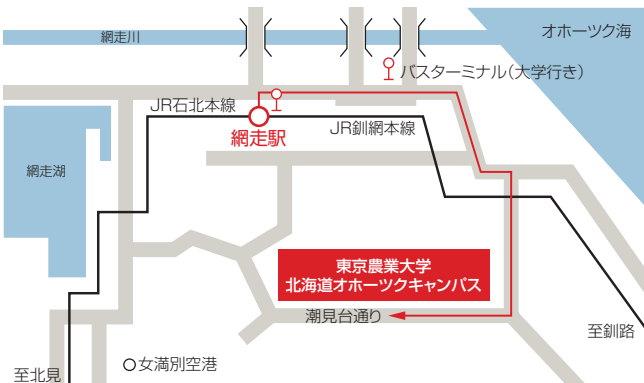 網走川
オホーツク海
バスターミナル(大学行き)
JR石北本線
網走駅
JR釧網本線
網走湖
東京農業大学
北海道オホーツクキャンパス
潮見台通り
至釧路
女満別空港
至北見